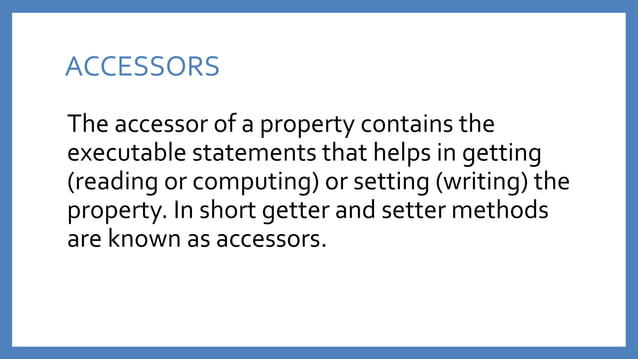 ACCESSORS
The accessor of a property contains the
executable statements that helps in getting
(reading or computing) or setting (writing) the
property. In short getter and setter methods
are known as accessors.